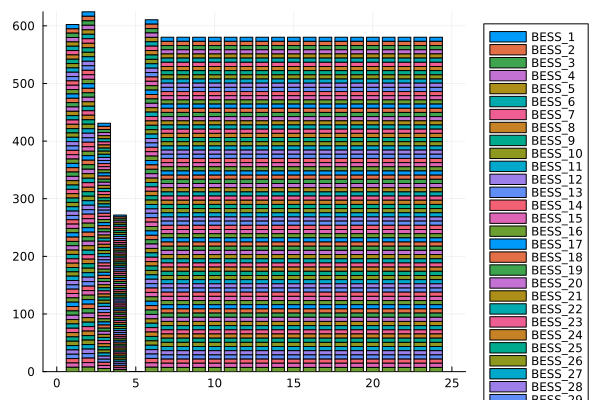 600
500
400
300
200
100
0
0
5
10
15
20
25
BESS_1
BESS_2
BESS_3
BESS_4
BESS_5
BESS_6
BESS_7
BESS_8
BESS_9
BESS_10
BESS_11
BESS_12
BESS_13
BESS_14
BESS_15
BESS_16
BESS_17
BESS_18
BESS_19
BESS_20
BESS_21
BESS_22
BESS_23
BESS_24
BESS_25
BESS_26
BESS_27
BESS_28
BESS_29